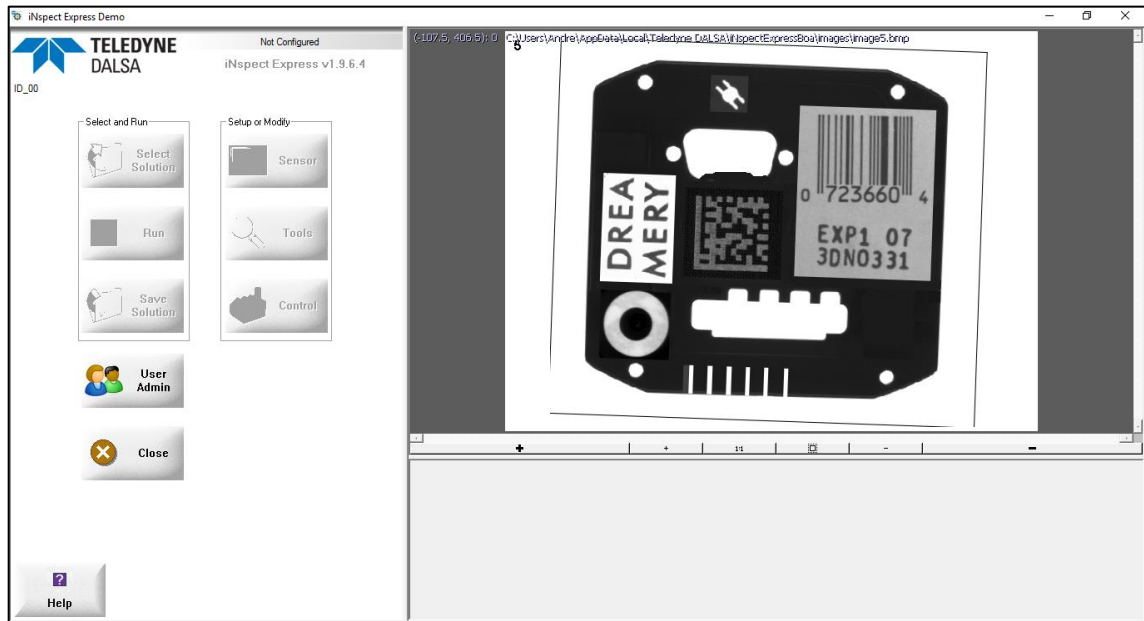 iNspect Express Demo
TELEDYNE
DALSA
Not Configured
iNspect Express v1.9.6.4
ID_00
Select and Run
Select
Solution
Run
Save
Solution
Setup or Modify
Sensor
Tools
Control
User
Admin
Close
Help
(-107.5, 406.5): 0 C:\Users\Andre\AppData\Local\Teledyne DALSA\iNspectExpressBoa\images\image5.bmp
5
DREA
MERY
0 723660 4
EXP1 07
3DN0331
1:1